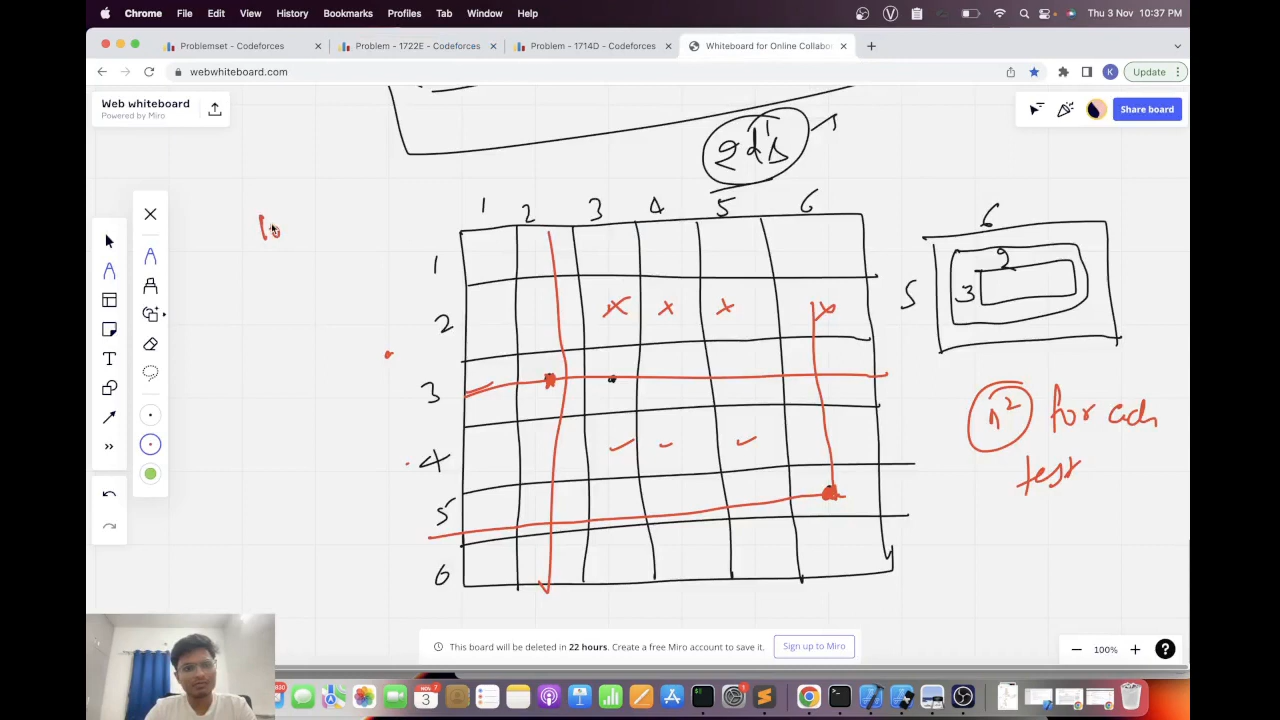 Chrome File Edit View History Bookmarks Profiles Tab Window Help
Thu 3 Nov 10:37 PM
Problemset - Codeforces
Problem - 1722E - Codeforces
Problem - 1714D - Codeforces
Whiteboard for Online Collabo
webwhiteboard.com
K
Update
Web whiteboard
Powered by Miro
Share board
1 2 3 4 5 6
1
2
3
4
5
6
6
5
2
3
n² for each
test
This board will be deleted in 22 hours. Create a free Miro account to save it.
Sign up to Miro
100%